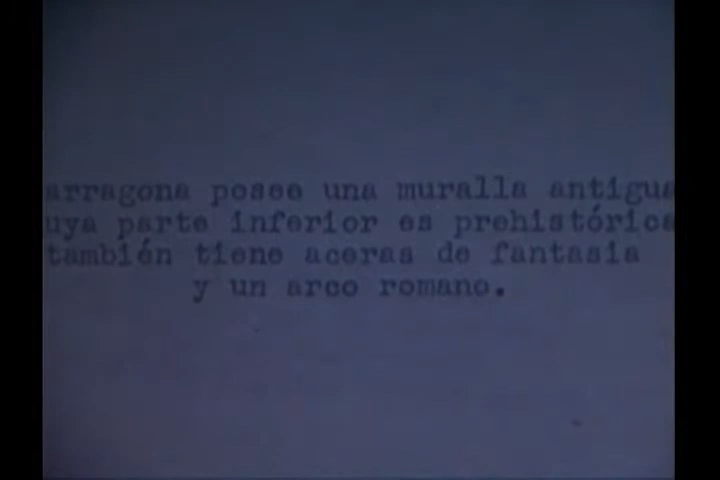 arragona posee una muralla antigua
uya parte inferior es prehistórica
también tiene aceras de fantasia
y un arco romano.